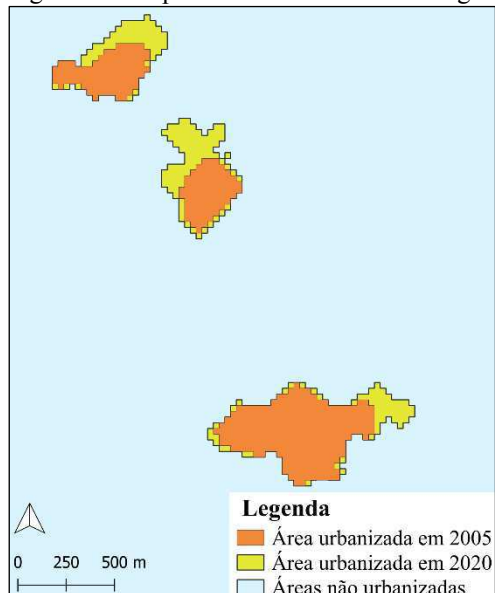 Legenda
Área urbanizada em 2005
Área urbanizada em 2020
Áreas não urbanizadas
0 250 500 m